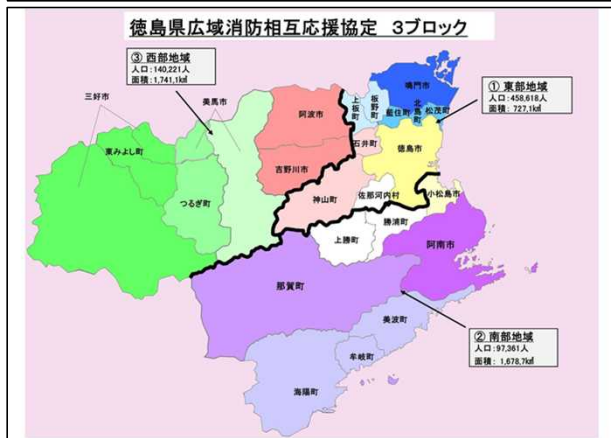 徳島県広域消防相互応援協定 3ブロック
③ 西部地域
人口:140,221人
面積:1,741.1㎢
① 東部地域
人口:458,618人
面積: 727.1㎢
三好市
美馬市
東みよし町
つるぎ町
阿波市
吉野川市
上板町
板野町
鳴門市
藍住町
北島町
松茂町
石井町
徳島市
神山町
佐那河内村
小松島市
上勝町
勝浦町
阿南市
那賀町
美波町
牟岐町
海陽町
② 南部地域
人口:97,361人
面積: 1,678.7㎢